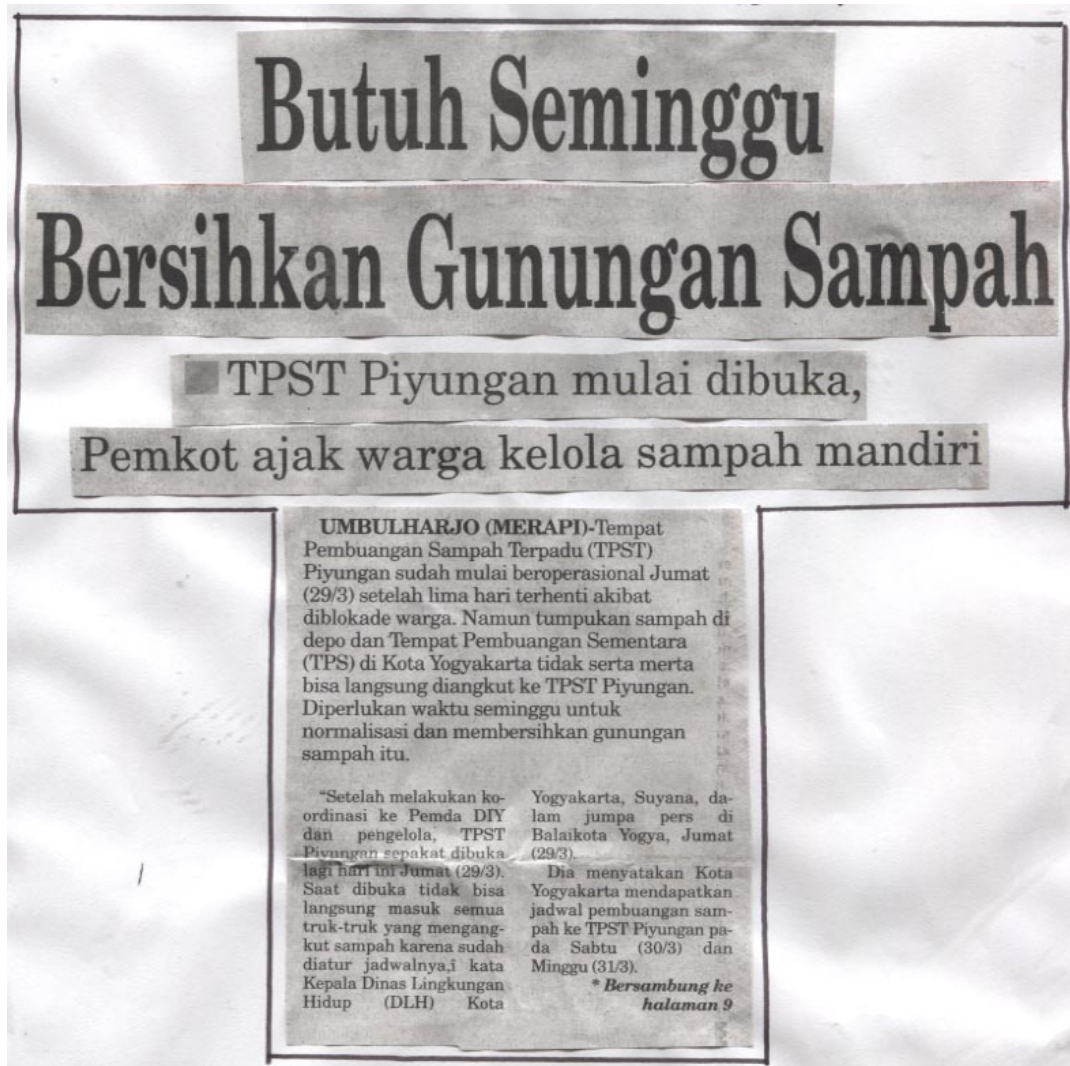 Butuh Seminggu
Bersihkan Gunungan Sampah
TPST Piyungan mulai dibuka,
Pemkot ajak warga kelola sampah mandiri
UMBULHARJO (MERAPI)-Tempat
Pembuangan Sampah Terpadu (TPST)
Piyungan sudah mulai beroperasional Jumat
(29/3) setelah lima hari terhenti akibat
diblokade warga. Namun tumpukan sampah di
depo dan Tempat Pembuangan Sementara
(TPS) di Kota Yogyakarta tidak serta merta
bisa langsung diangkut ke TPST Piyungan.
Diperlukan waktu seminggu untuk
normalisasi dan membersihkan gunungan
sampah itu.
“Setelah melakukan ko-
ordinasi ke Pemda DIY
dan pengelola, TPST
Piyungan sepakat dibuka
lagi hari ini Jumat (29/3).
Saat dibuka tidak bisa
langsung masuk semua
truk-truk yang mengang-
kut sampah karena sudah
diatur jadwalnya,î kata
Kepala Dinas Lingkungan
Hidup (DLH) Kota
Yogyakarta, Suyana, da-
lam jumpa pers di
Balaikota Yogya, Jumat
(29/3).
Dia menyatakan Kota
Yogyakarta mendapatkan
jadwal pembuangan sam-
pah ke TPST Piyungan pa-
da Sabtu (30/3) dan
Minggu (31/3).
* Bersambung ke
halaman 9